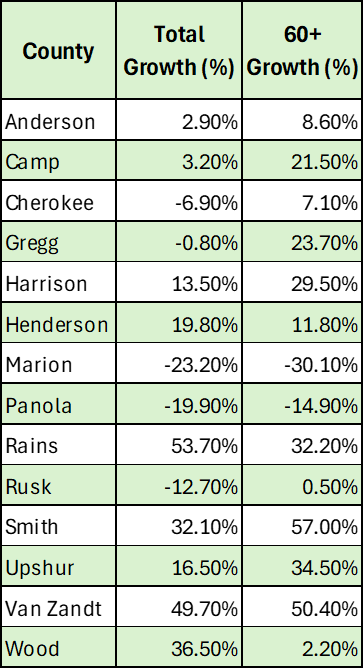 County Total Growth (%) 60+ Growth (%)
Anderson 2.90% 8.60%
Camp 3.20% 21.50%
Cherokee -6.90% 7.10%
Gregg -0.80% 23.70%
Harrison 13.50% 29.50%
Henderson 19.80% 11.80%
Marion -23.20% -30.10%
Panola -19.90% -14.90%
Rains 53.70% 32.20%
Rusk -12.70% 0.50%
Smith 32.10% 57.00%
Upshur 16.50% 34.50%
Van Zandt 49.70% 50.40%
Wood 36.50% 2.20%